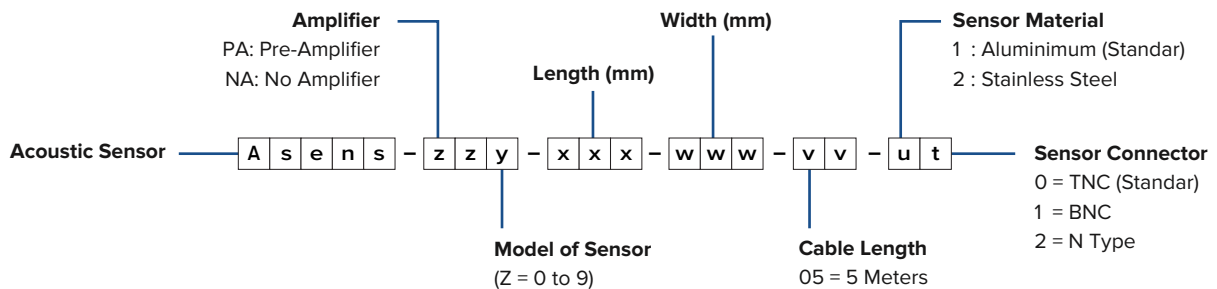 Amplifier
PA: Pre-Amplifier
NA: No Amplifier
Length (mm)
Width (mm)
Sensor Material
1 : Aluminimum (Standar)
2 : Stainless Steel
Acoustic Sensor
A s e n s – z z y – x x x – w w w – v v – u t
Model of Sensor
(Z = 0 to 9)
Cable Length
05 = 5 Meters
Sensor Connector
0 = TNC (Standar)
1 = BNC
2 = N Type